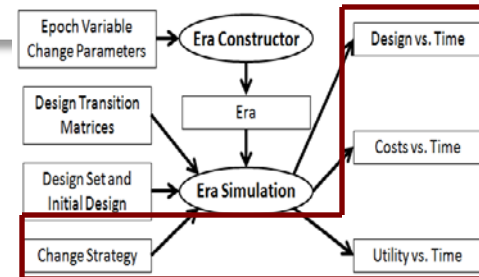 Epoch Variable
Change Parameters
Era Constructor
Design vs. Time
Design Transition
Matrices
Era
Costs vs. Time
Design Set and
Initial Design
Era Simulation
Change Strategy
Utility vs. Time